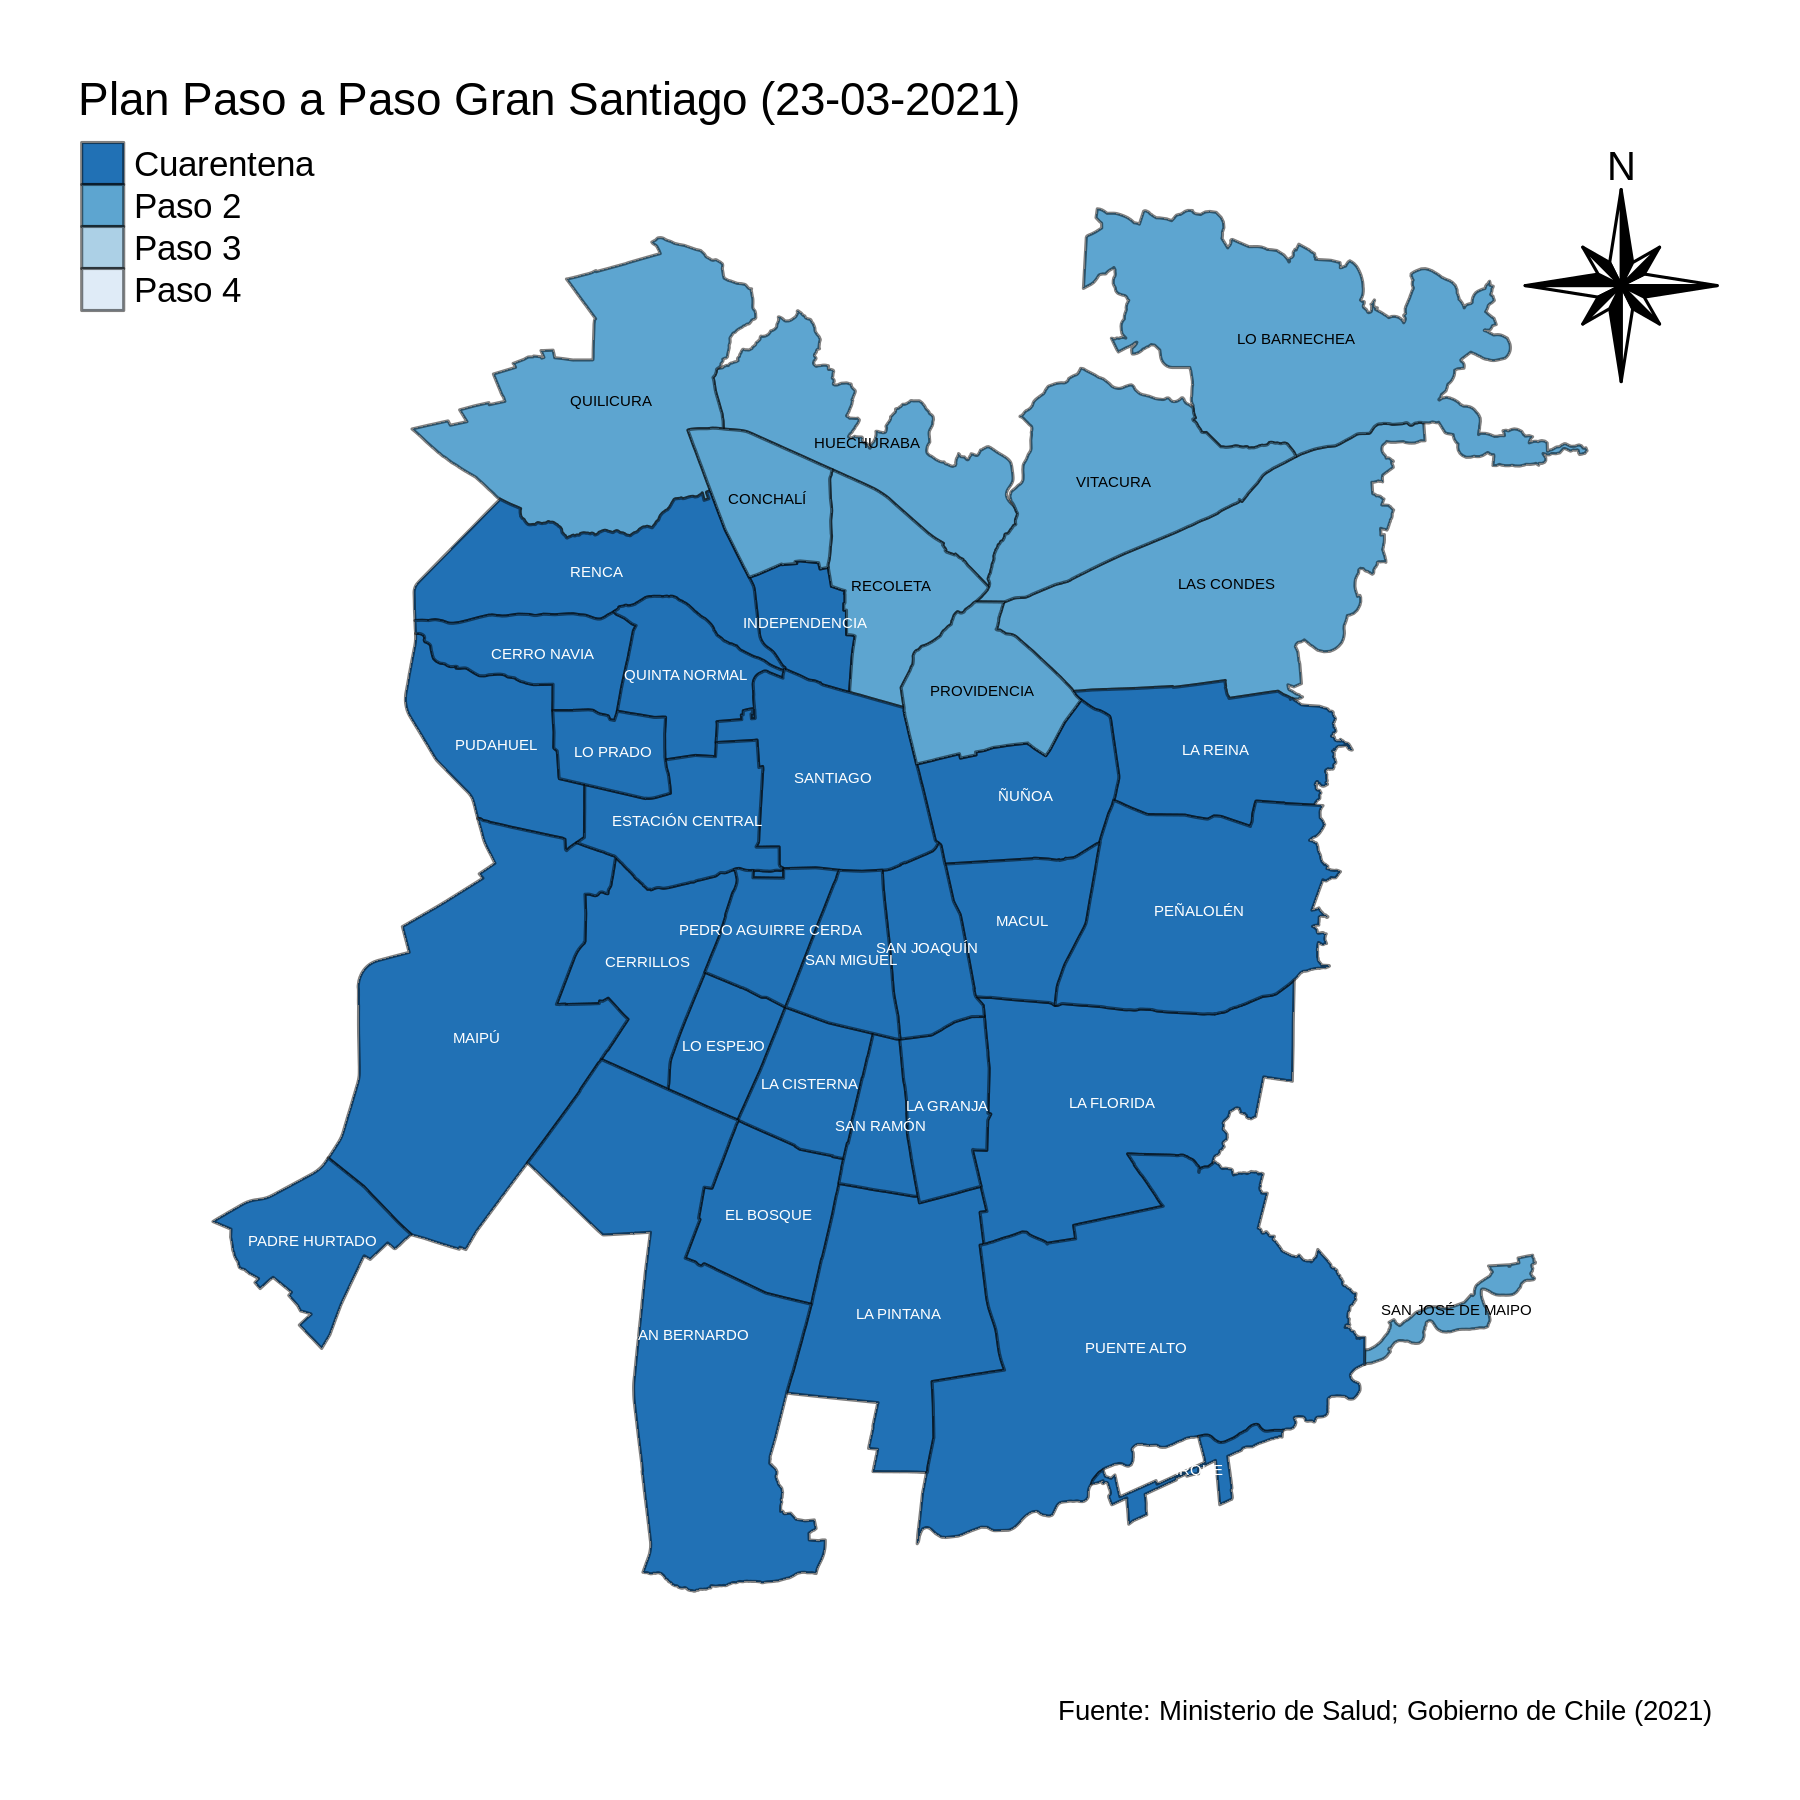 Plan Paso a Paso Gran Santiago (23-03-2021)
Cuarentena
Paso 2
Paso 3
Paso 4
N
LO BARNECHEA
QUILICURA
HUECHURABA
VITACURA
CONCHALÍ
RENCA
LAS CONDES
RECOLETA
INDEPENDENCIA
CERRO NAVIA
QUINTA NORMAL
PROVIDENCIA
PUDAHUEL
LO PRADO
LA REINA
SANTIAGO
ÑUÑOA
ESTACIÓN CENTRAL
PEÑALOLÉN
MACUL
PEDRO AGUIRRE CERDA
SAN JOAQUÍN
CERRILLOS
SAN MIGUEL
MAIPÚ
LO ESPEJO
LA CISTERNA
LA FLORIDA
LA GRANJA
SAN RAMÓN
EL BOSQUE
PADRE HURTADO
SAN JOSÉ DE MAIPO
LA PINTANA
AN BERNARDO
PUENTE ALTO
Fuente: Ministerio de Salud; Gobierno de Chile (2021)